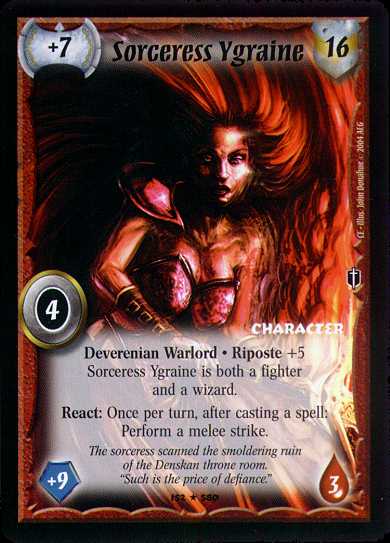 +7
Sorceress Ygraine
16
CE - Illus. John Donahue © 2004 AEG
4
CHARACTER
Deverenian Warlord • Riposte +5
Sorceress Ygraine is both a fighter
and a wizard.
React: Once per turn, after casting a spell:
Perform a melee strike.
The sorceress scanned the smoldering ruin
of the Denskan throne room.
“Such is the price of defiance.”
+9
3
152 ★ S80